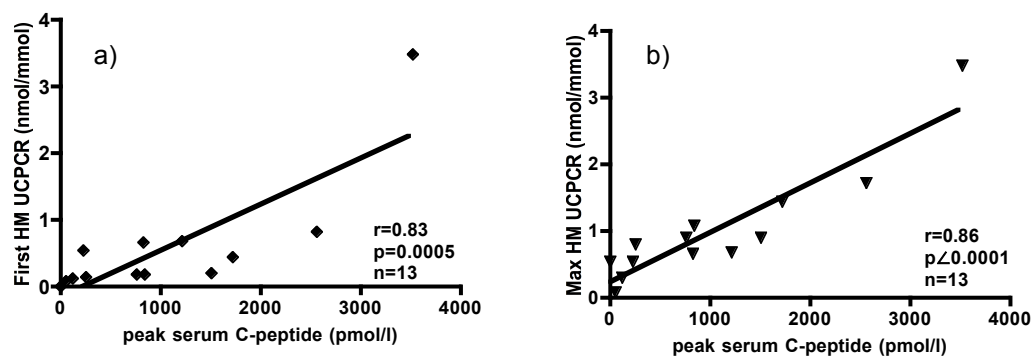 a)
First HM UCPCR (nmol/mmol)
4
3
2
1
0
0 1000 2000 3000 4000
peak serum C-peptide (pmol/l)
r=0.83
p=0.0005
n=13
b)
Max HM UCPCR (nmol/mmol)
4
3
2
1
0
0 1000 2000 3000 4000
peak serum C-peptide (pmol/l)
r=0.86
p∠0.0001
n=13